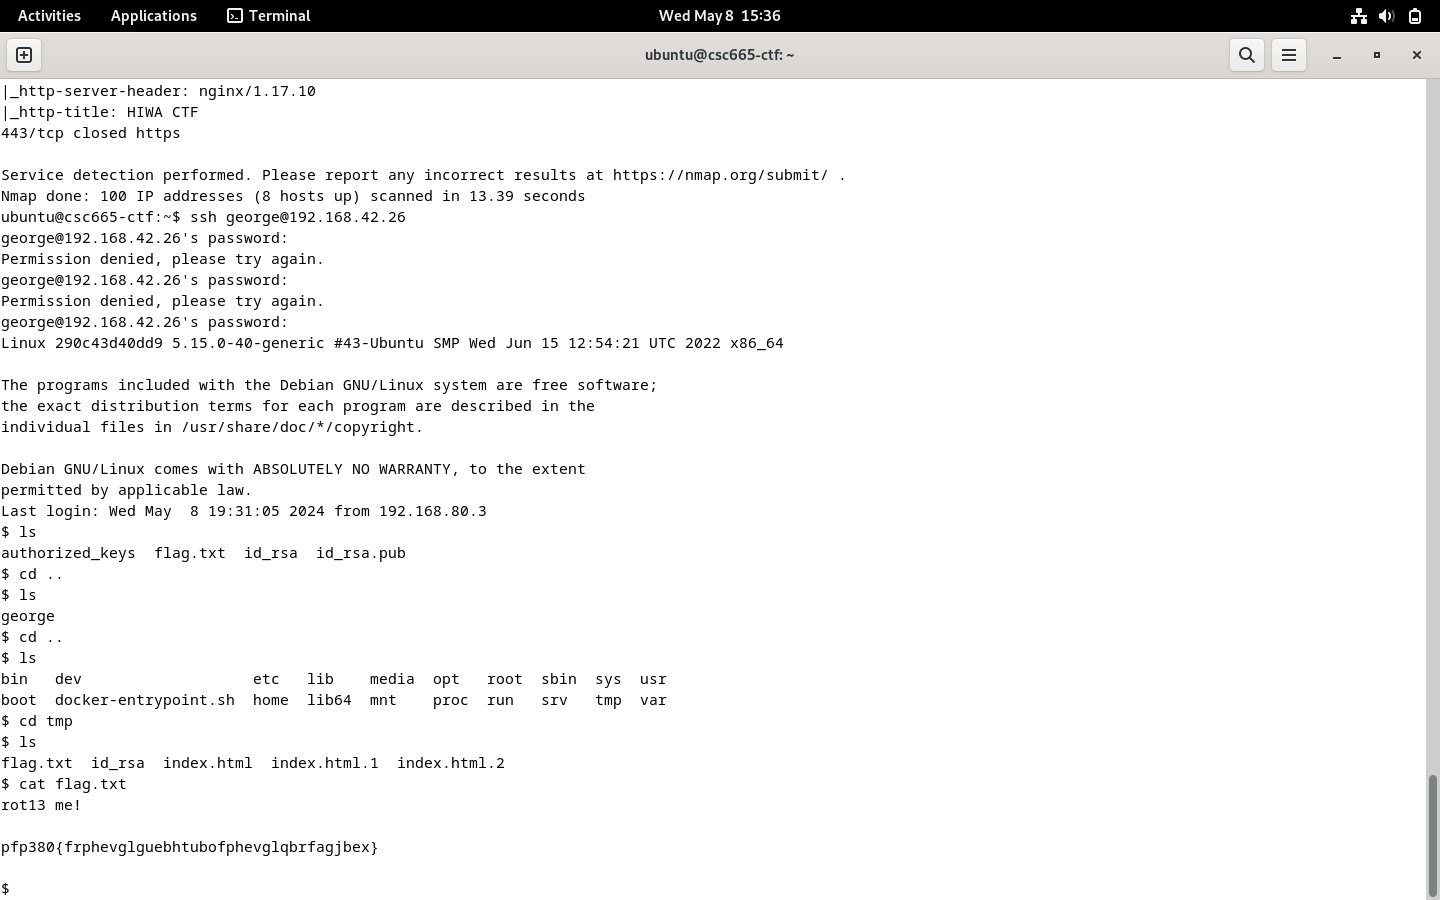 Activities Applications Terminal Wed May 8 15:36
ubuntu@csc665-ctf: ~
|_http-server-header: nginx/1.17.10
|_http-title: HIWA CTF
443/tcp closed https
Service detection performed. Please report any incorrect results at https://nmap.org/submit/ .
Nmap done: 100 IP addresses (8 hosts up) scanned in 13.39 seconds
ubuntu@csc665-ctf:~$ ssh george@192.168.42.26
george@192.168.42.26's password:
Permission denied, please try again.
george@192.168.42.26's password:
Permission denied, please try again.
george@192.168.42.26's password:
Linux 290c43d40dd9 5.15.0-40-generic #43-Ubuntu SMP Wed Jun 15 12:54:21 UTC 2022 x86_64
The programs included with the Debian GNU/Linux system are free software;
the exact distribution terms for each program are described in the
individual files in /usr/share/doc/*/copyright.
Debian GNU/Linux comes with ABSOLUTELY NO WARRANTY, to the extent
permitted by applicable law.
Last login: Wed May  8 19:31:05 2024 from 192.168.80.3
$ ls
authorized_keys  flag.txt  id_rsa  id_rsa.pub
$ cd ..
$ ls
george
$ cd ..
$ ls
bin   dev                   etc   lib    media  opt   root  sbin  sys  usr
boot  docker-entrypoint.sh  home  lib64  mnt    proc  run   srv   tmp  var
$ cd tmp
$ ls
flag.txt  id_rsa  index.html  index.html.1  index.html.2
$ cat flag.txt
rot13 me!
pfp380{frphevglguebhtubofphevglqbrfagjbex}
$